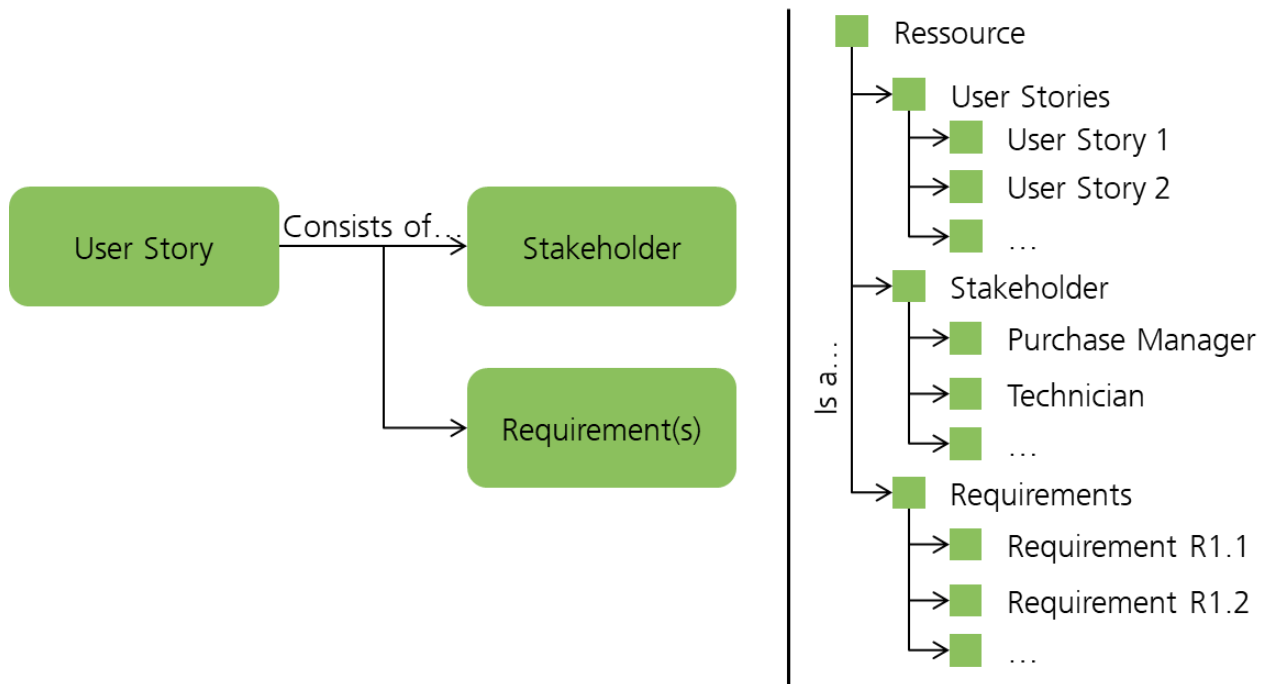 User Story
Consists of...
Stakeholder
Requirement(s)
Ressource
User Stories
User Story 1
User Story 2
...
Stakeholder
Purchase Manager
Technician
...
Is a...
Requirements
Requirement R1.1
Requirement R1.2
...